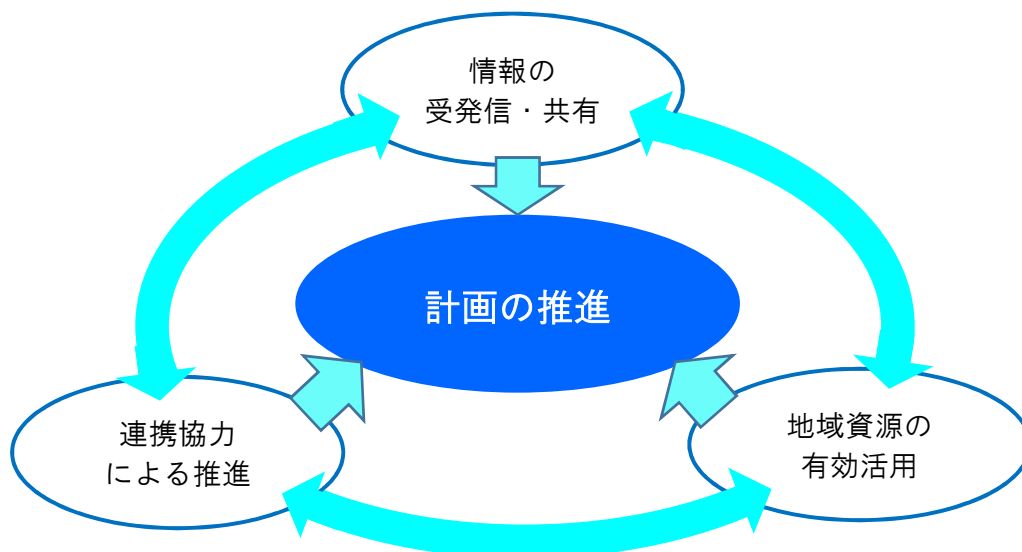 情報の
受発信・共有
計画の推進
連携協力
による推進
地域資源の
有効活用